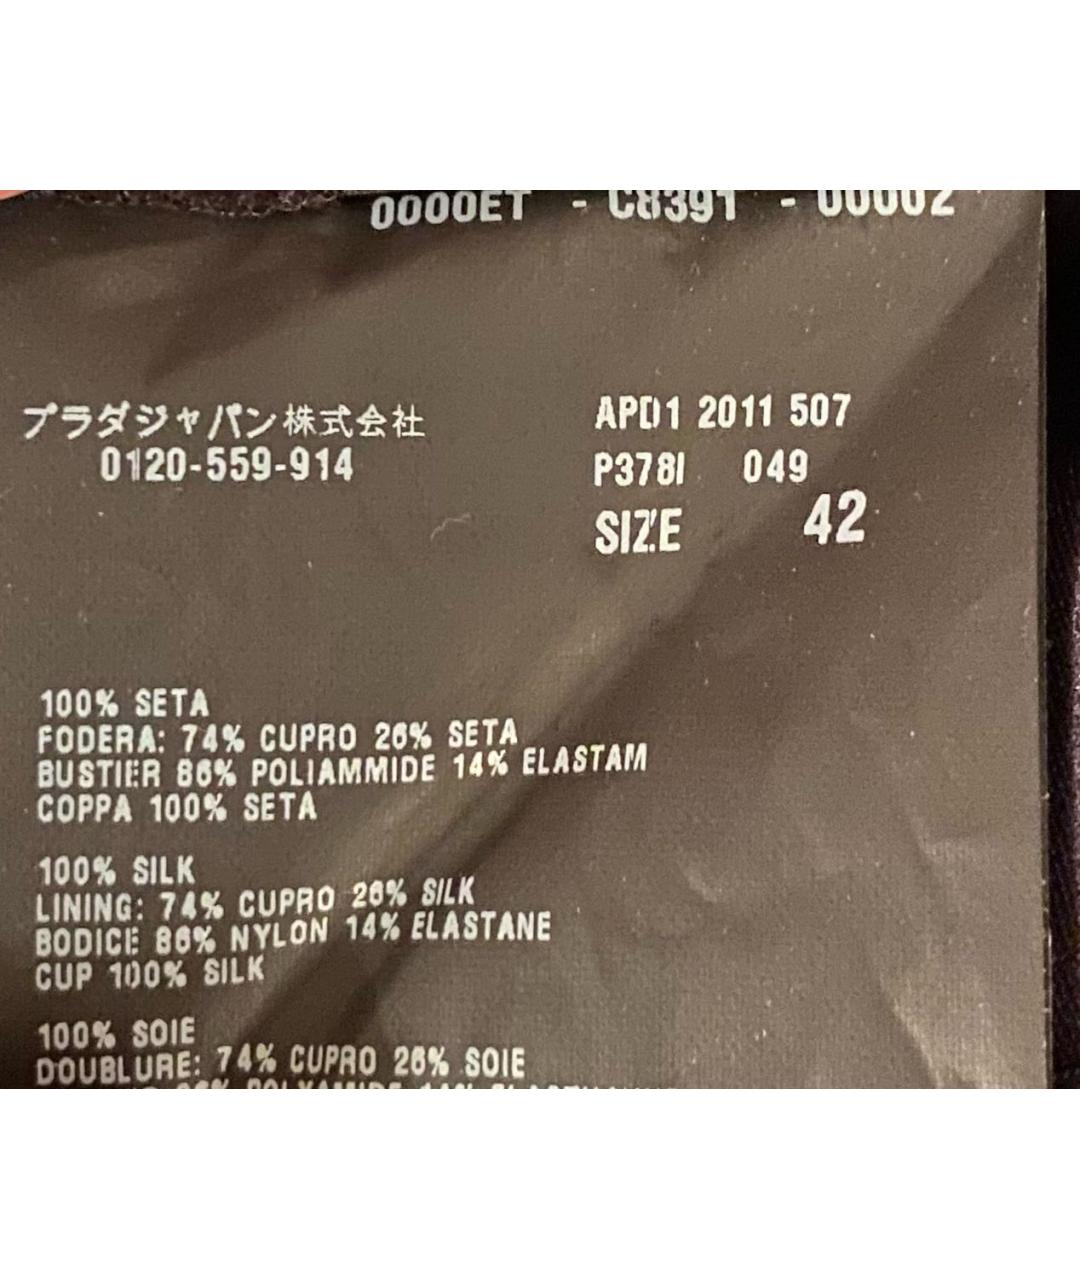 0000ET - C8391 - 00002
プラダジャパン株式会社
0120-559-914
APD1 2011 507
P378I 049
SIZE 42
100% SETA
FODERA: 74% CUPRO 26% SETA
BUSTIER 86% POLIAMMIDE 14% ELASTAM
COPPA 100% SETA
100% SILK
LINING: 74% CUPRO 26% SILK
BODICE 86% NYLON 14% ELASTANE
CUP 100% SILK
100% SOIE
DOUBLURE: 74% CUPRO 26% SOIE